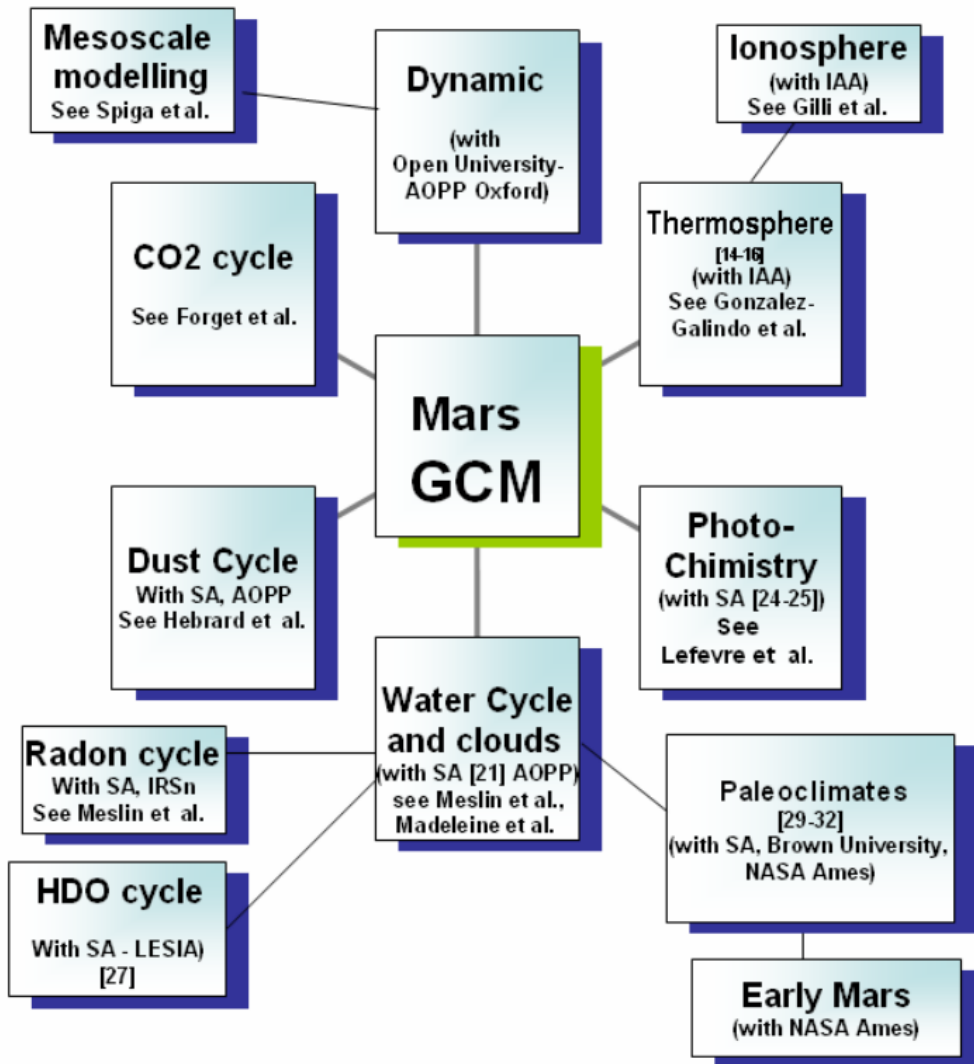 Mesoscale
modelling
See Spiga et al.
Dynamic
(with
Open University-
AOPP Oxford)
Ionosphere
(with IAA)
See Gilli et al.
CO2 cycle
See Forget et al.
Thermosphere
[14-16]
(with IAA)
See Gonzalez-
Galindo et al.
Mars
GCM
Dust Cycle
With SA, AOPP
See Hebrard et al.
Photo-
Chimistry
(with SA [24-25])
See
Lefevre et al.
Water Cycle
and clouds
(with SA [21] AOPP)
see Meslin et al.,
Madeleine et al.
Radon cycle
With SA, IRSn
See Meslin et al.
Paleoclimates
[29-32]
(with SA, Brown University,
NASA Ames)
HDO cycle
With SA - LESIA)
[27]
Early Mars
(with NASA Ames)